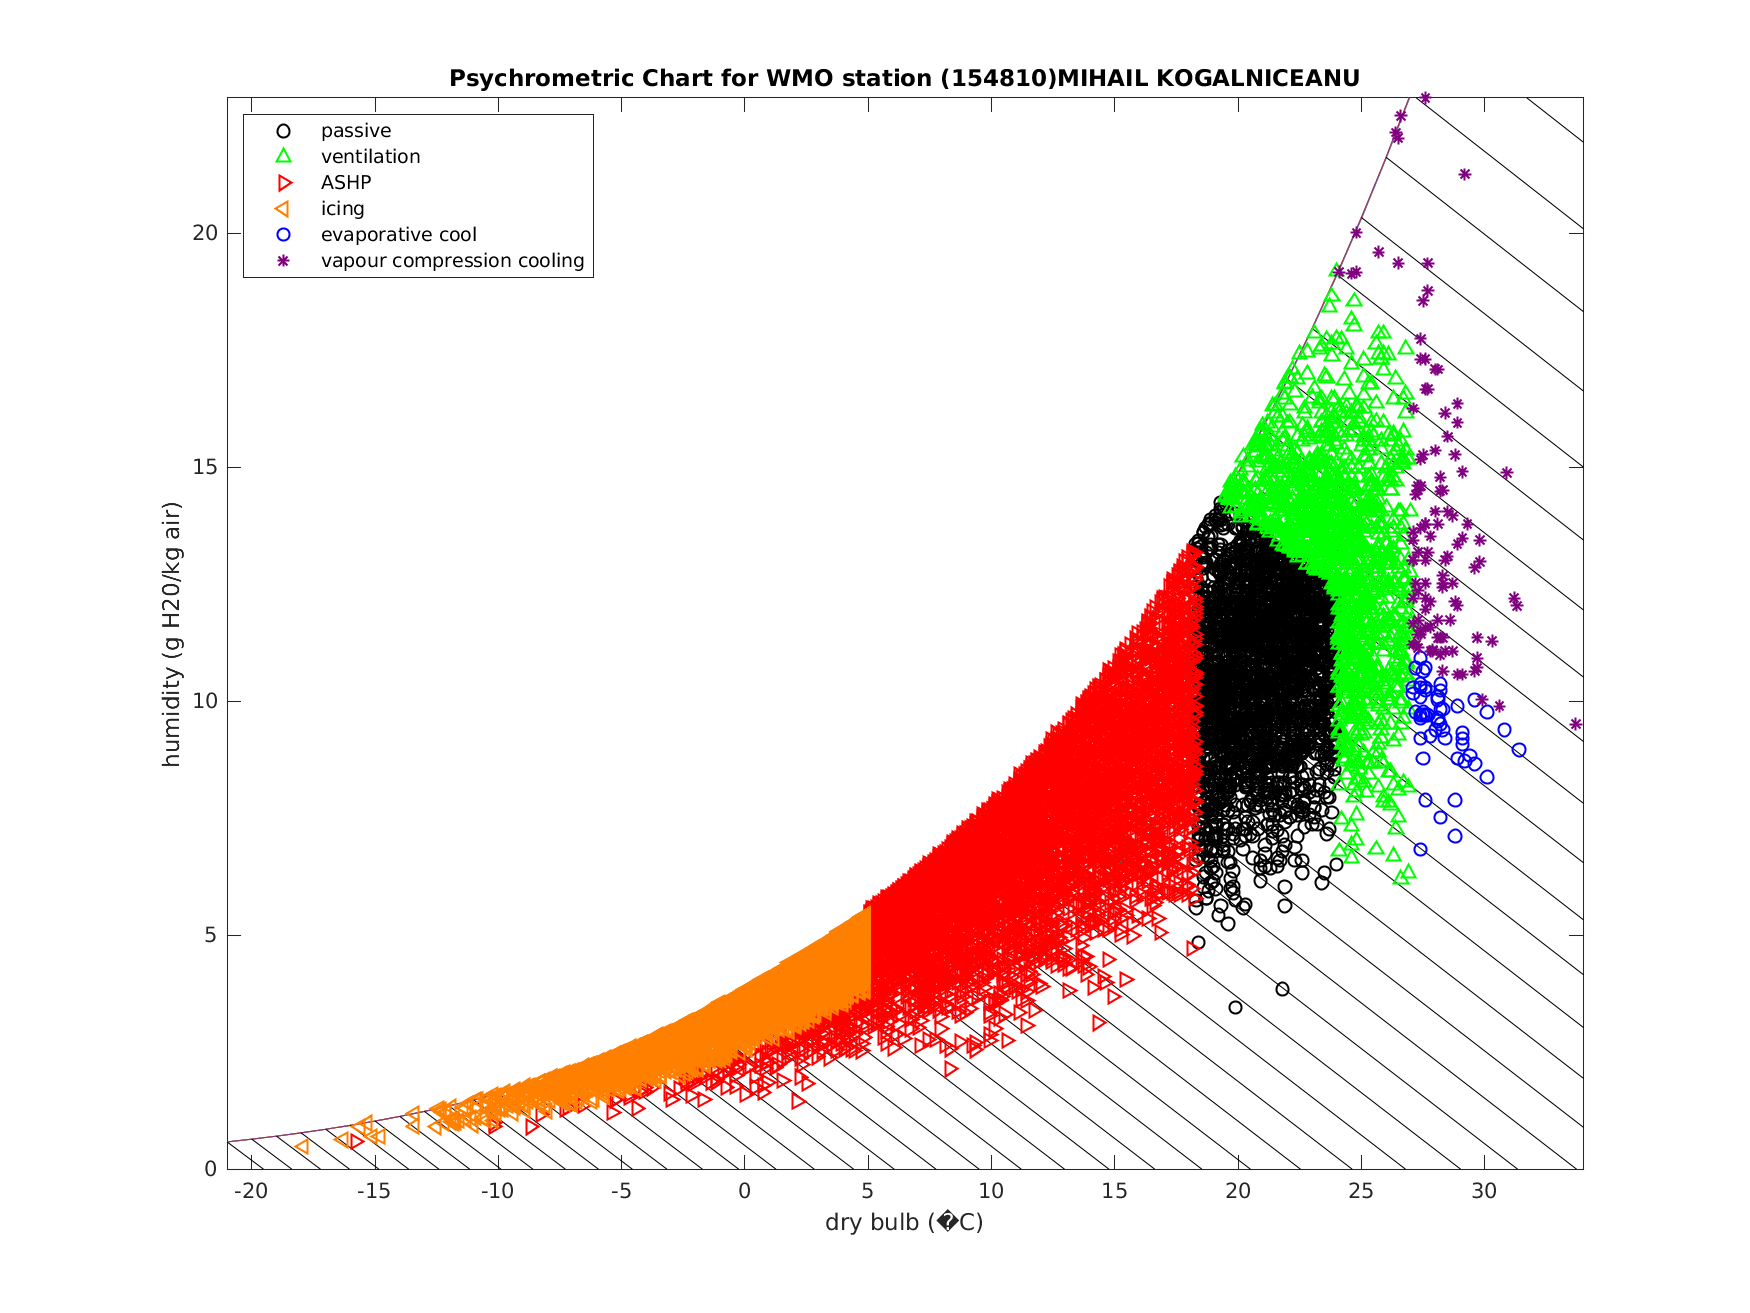 Psychrometric Chart for WMO station (154810)MIHAIL KOGALNICEANU
passive
ventilation
ASHP
icing
evaporative cool
vapour compression cooling
humidity (g H20/kg air)
20
15
10
5
0
-20 -15 -10 -5 0 5 10 15 20 25 30
dry bulb (�C)